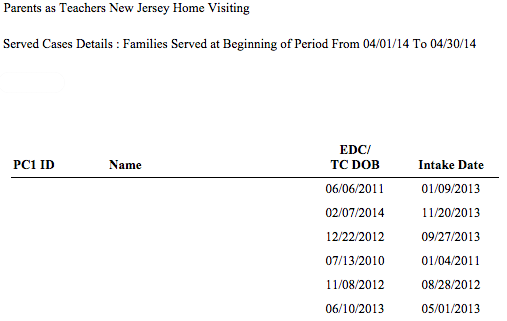 Parents as Teachers New Jersey Home Visiting
Served Cases Details : Families Served at Beginning of Period From 04/01/14 To 04/30/14
EDC/
PC1 ID Name TC DOB Intake Date
06/06/2011 01/09/2013
02/07/2014 11/20/2013
12/22/2012 09/27/2013
07/13/2010 01/04/2011
11/08/2012 08/28/2012
06/10/2013 05/01/2013